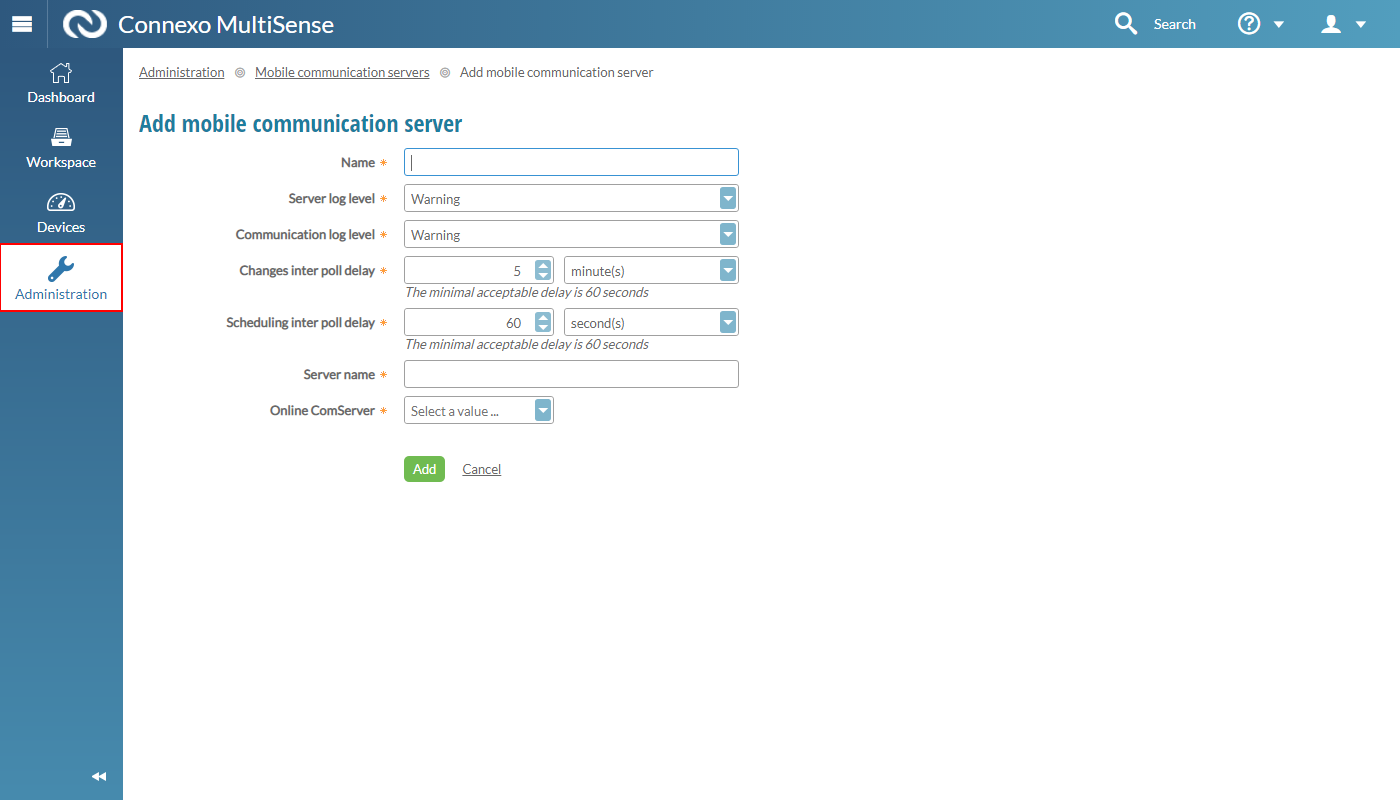 Connexo MultiSense
Search
Dashboard
Workspace
Devices
Administration
Administration Mobile communication servers Add mobile communication server
Add mobile communication server
Name *
Server log level * Warning
Communication log level * Warning
Changes inter poll delay * 5 minute(s)
The minimal acceptable delay is 60 seconds
Scheduling inter poll delay * 60 second(s)
The minimal acceptable delay is 60 seconds
Server name *
Online ComServer * Select a value ...
Add Cancel